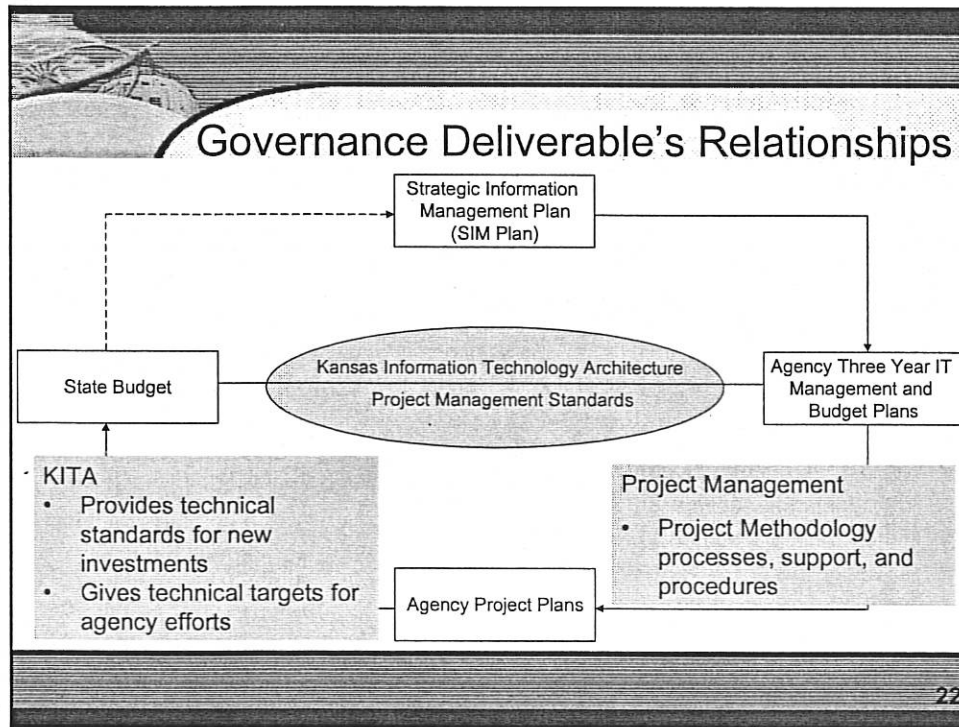 Governance Deliverable's Relationships
Strategic Information
Management Plan
(SIM Plan)
State Budget
Kansas Information Technology Architecture
Project Management Standards
Agency Three Year IT
Management and
Budget Plans
KITA
• Provides technical
standards for new
investments
• Gives technical targets for
agency efforts
Project Management
• Project Methodology
processes, support, and
procedures
Agency Project Plans
22